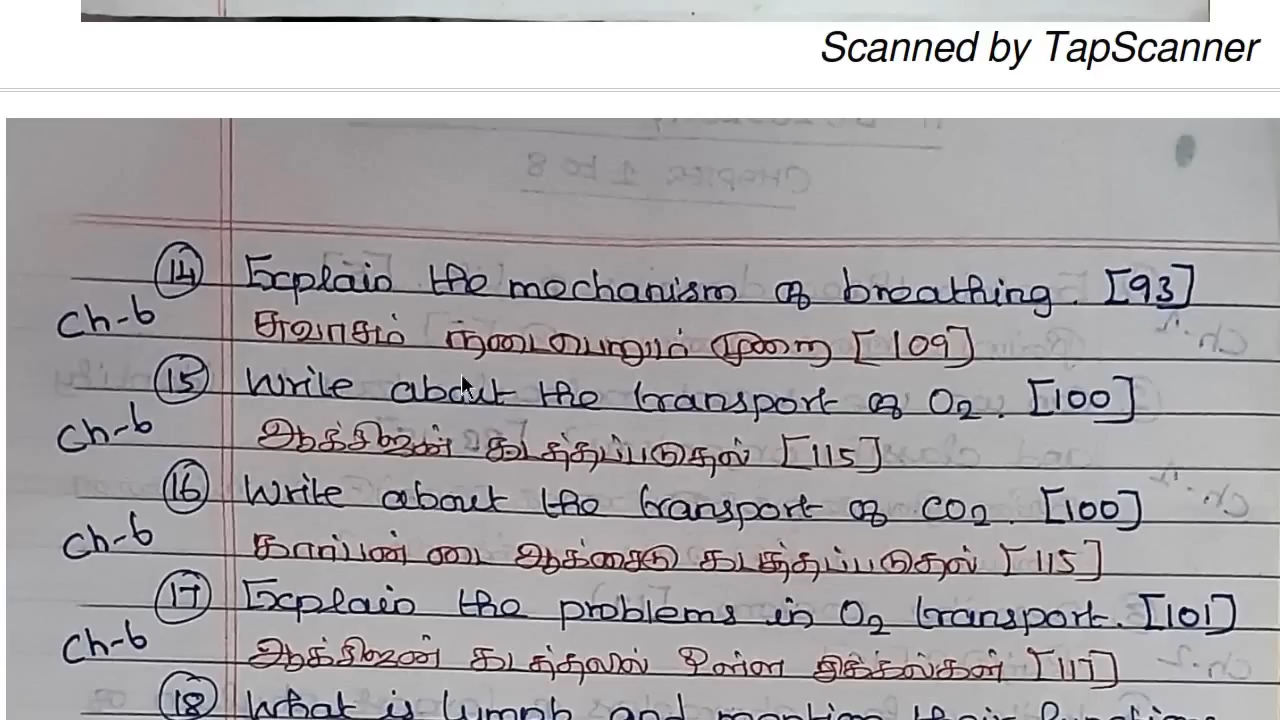 Scanned by TapScanner
CHAPTER 1 TO 8
14 Explain the mechanism of breathing. [93]
Ch-6 சுவாசம் நடைபெறும் முறை [109]
15 Write about the transport of O2. [100]
Ch-6 ஆக்சிஜன் கடத்தப்படுதல் [115]
16 Write about the transport of CO2. [100]
Ch-6 கார்பன் டை ஆக்சைடு கடத்தப்படுதல் [115]
17 Explain the problems in O2 transport. [101]
Ch-6 ஆக்சிஜன் கடத்தலில் உள்ள சிக்கல்கள் [117]
18 What is lymph and mention their functions